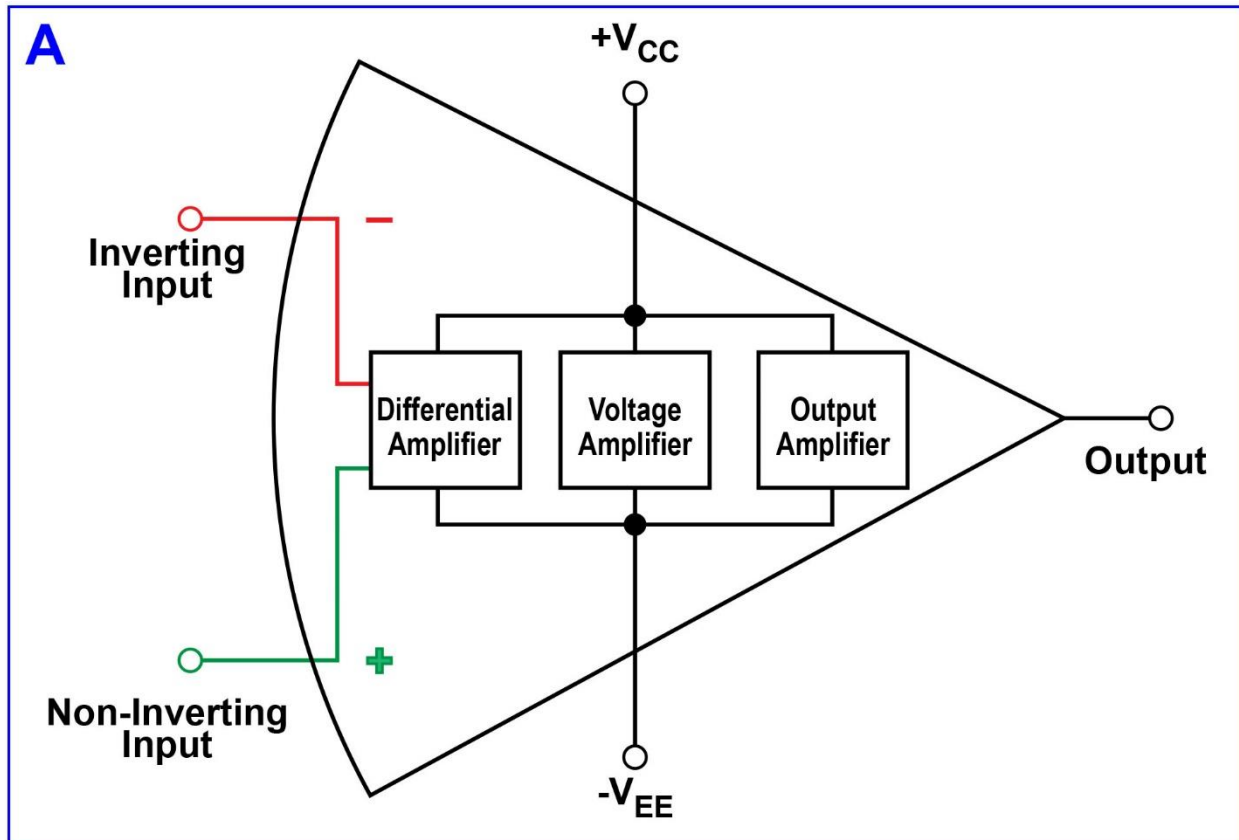 A
+VCC
-
Inverting
Input
Differential
Amplifier
Voltage
Amplifier
Output
Amplifier
Output
+
Non-Inverting
Input
-VEE